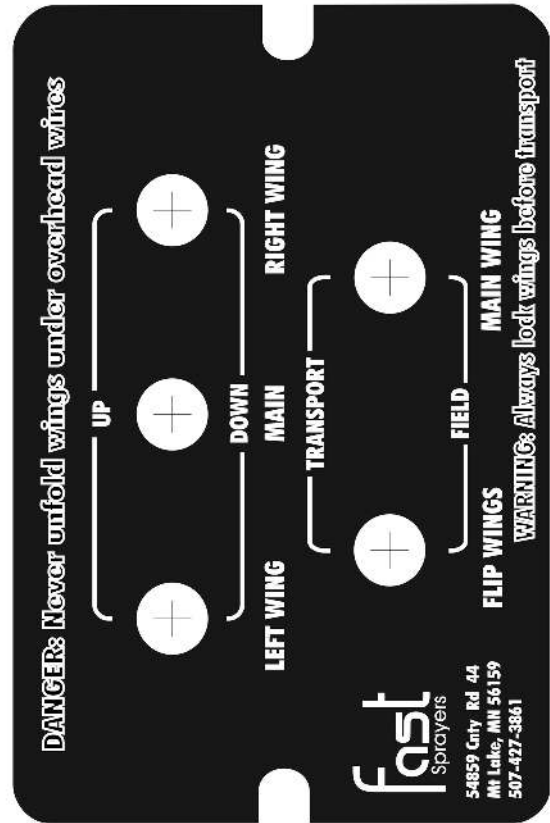 DANGER: Never unfold wings under overhead wires
UP
DOWN
LEFT WING
MAIN
RIGHT WING
TRANSPORT
FIELD
FLIP WINGS
MAIN WING
WARNING: Always lock wings before transport
fast
Sprayers
54859 Cnty Rd 44
Mt Lake, MN 56159
507-427-3861